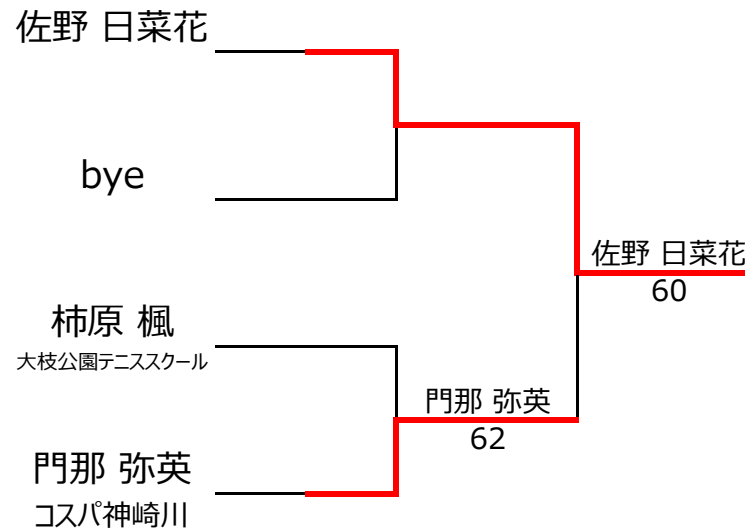 佐野 日菜花
bye
佐野 日菜花
60
柿原 楓
大枝公園テニススクール
門那 弥英
62
門那 弥英
コスパ神崎川